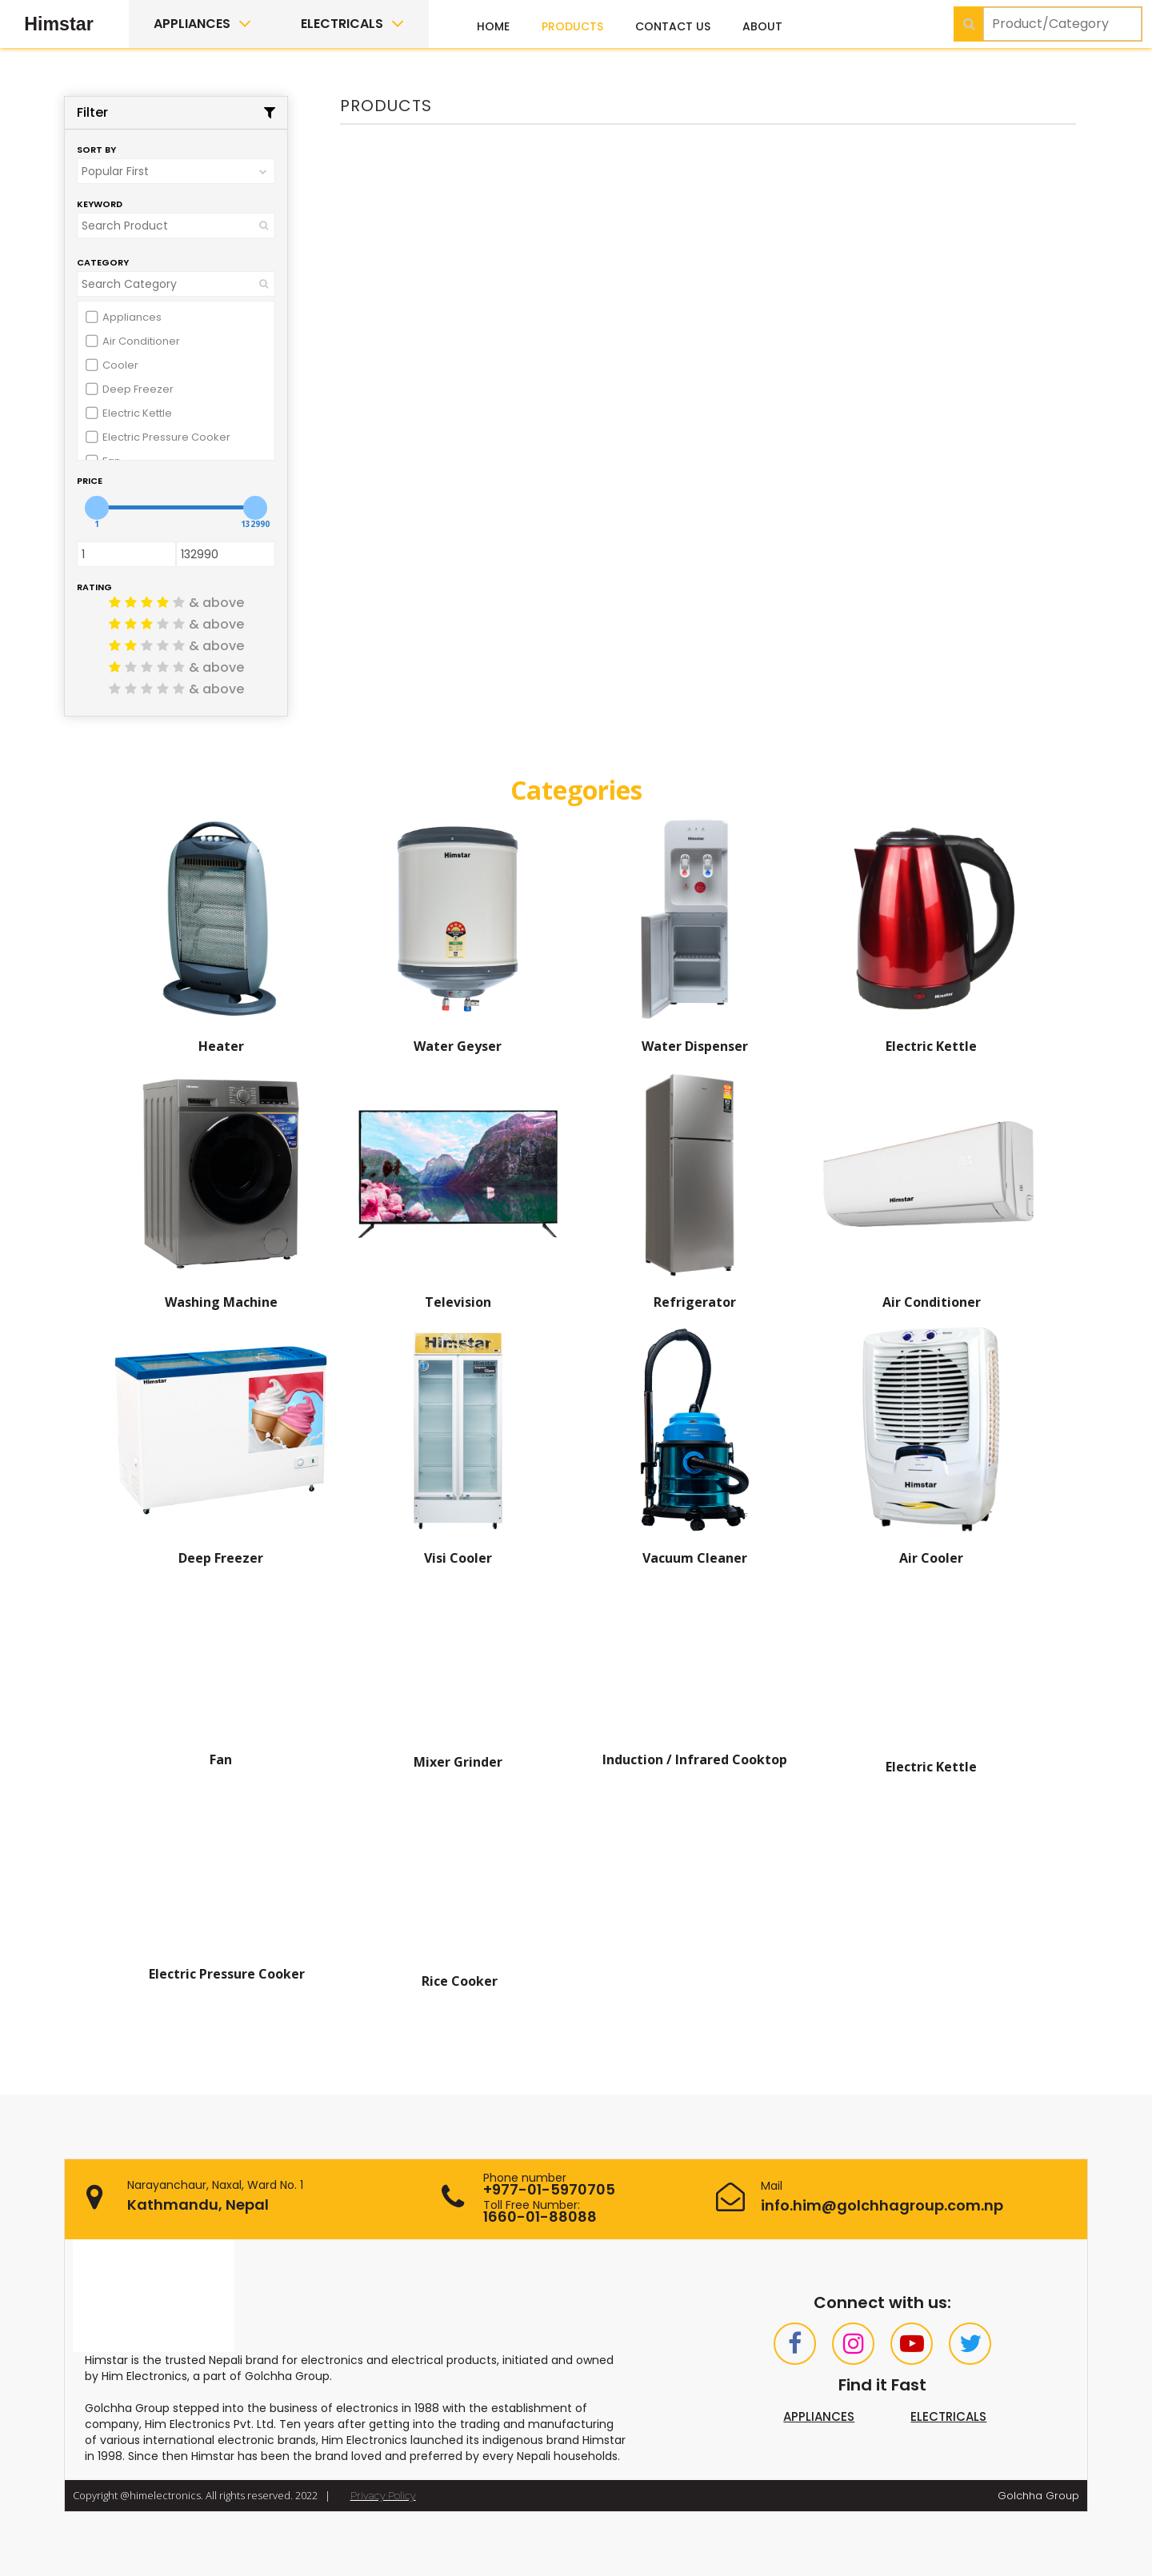 Himstar
APPLIANCES
ELECTRICALS
HOME
PRODUCTS
CONTACT US
ABOUT
Product/Category
Filter
SORT BY
Popular First
KEYWORD
Search Product
CATEGORY
Search Category
Appliances
Air Conditioner
Cooler
Deep Freezer
Electric Kettle
Electric Pressure Cooker
Fan
PRICE
1
132990
1
132990
RATING
& above
& above
& above
& above
& above
PRODUCTS
Categories
Himstar
Himstar
Himstar
Heater
Water Geyser
Water Dispenser
Electric Kettle
Himstar
Washing Machine
Television
Refrigerator
Air Conditioner
Himstar
Himstar
Himstar
Deep Freezer
Visi Cooler
Vacuum Cleaner
Air Cooler
Fan
Mixer Grinder
Induction / Infrared Cooktop
Electric Kettle
Electric Pressure Cooker
Rice Cooker
Narayanchaur, Naxal, Ward No. 1
Kathmandu, Nepal
Phone number
+977-01-5970705
Toll Free Number:
1660-01-88088
Mail
info.him@golchhagroup.com.np
Himstar is the trusted Nepali brand for electronics and electrical products, initiated and owned
by Him Electronics, a part of Golchha Group.
Golchha Group stepped into the business of electronics in 1988 with the establishment of
company, Him Electronics Pvt. Ltd. Ten years after getting into the trading and manufacturing
of various international electronic brands, Him Electronics launched its indigenous brand Himstar
in 1998. Since then Himstar has been the brand loved and preferred by every Nepali households.
Connect with us:
Find it Fast
APPLIANCES
ELECTRICALS
Copyright @himelectronics. All rights reserved. 2022 |
Privacy Policy
Golchha Group